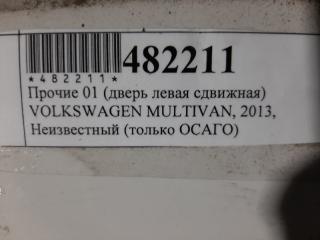 482211
*482211*
Прочие 01 (дверь левая сдвижная)
VOLKSWAGEN MULTIVAN, 2013,
Неизвестный (только ОСАГО)